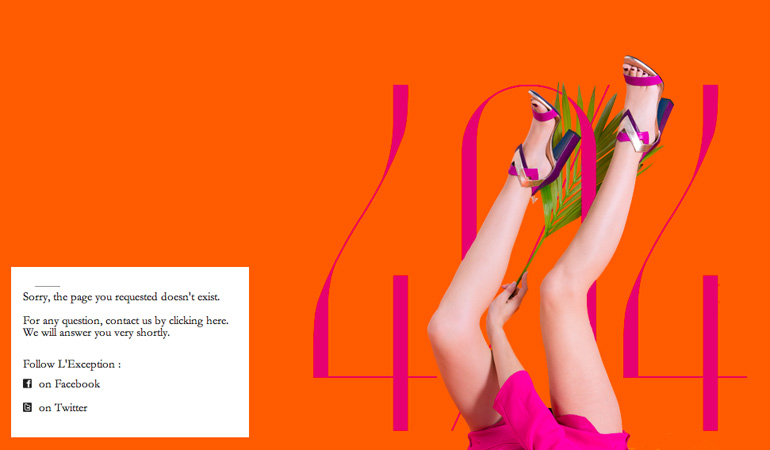 404
Sorry, the page you requested doesn't exist.
For any question, contact us by clicking here.
We will answer you very shortly.
Follow L'Exception :
on Facebook
on Twitter